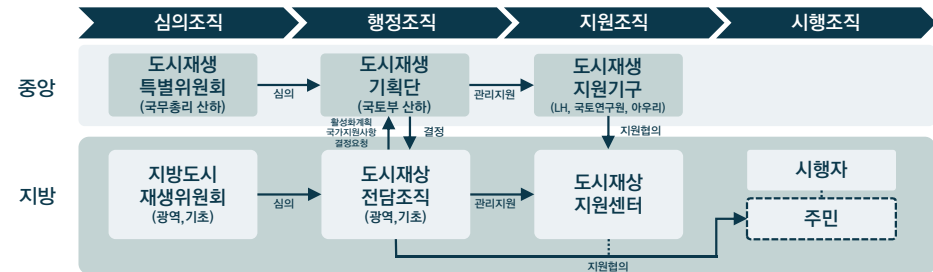 심의조직
행정조직
지원조직
시행조직
중앙
도시재생
특별위원회
(국무총리 산하)
심의
도시재생
기획단
(국토부 산하)
관리지원
도시재생
지원기구
(LH, 국토연구원, 아우리)
활성화계획
국가지원사항
결정요청
결정
지원협의
지방
지방도시
재생위원회
(광역,기초)
심의
도시재상
전담조직
(광역,기초)
관리지원
도시재상
지원센터
시행자
주민
지원협의